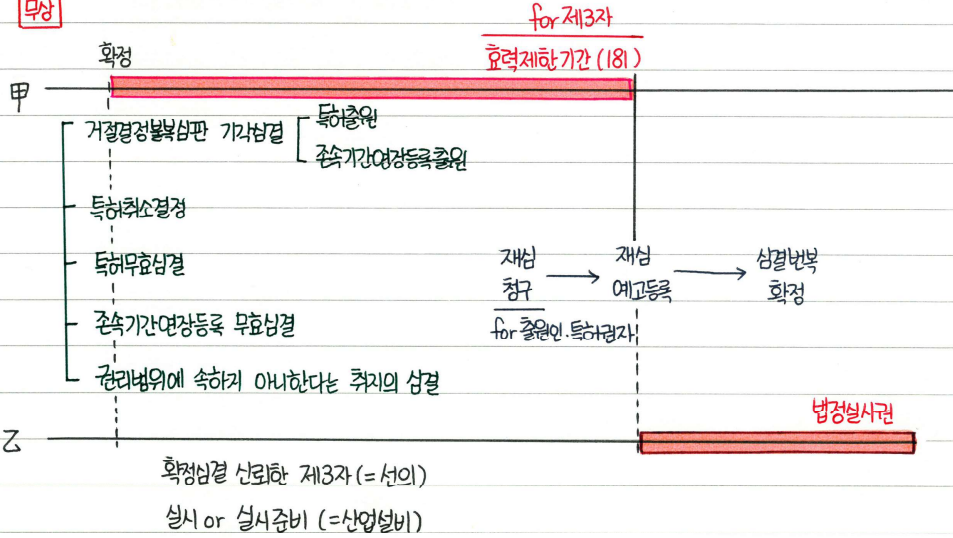 무상
for 제3자
효력제한기간 (181)
확정
甲
거절결정불복심판 기각심결
특허출원
존속기간연장등록출원
특허취소결정
특허무효심결
존속기간연장등록 무효심결
권리범위에 속하지 아니한다는 취지의 심결
재심
청구
for 출원인·특허권자
재심
예고등록
심결번복
확정
법정실시권
乙
확정심결 신뢰한 제3자 (=선의)
실시 or 실시준비 (=산업설비)